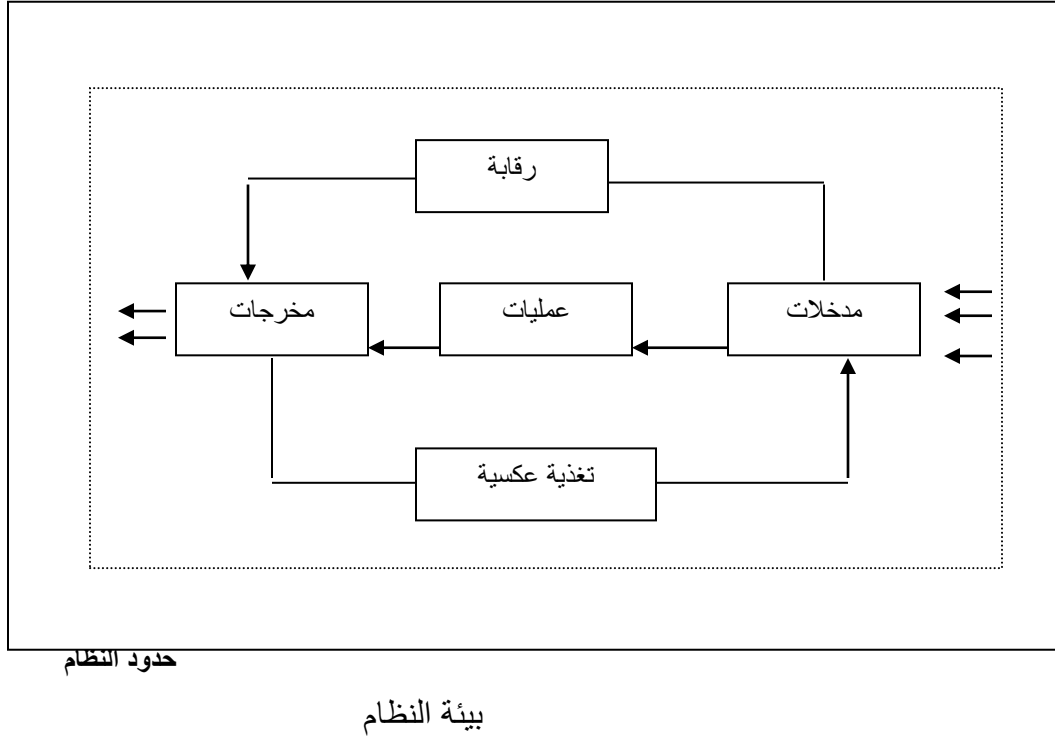 رقابة
مدخلات
عمليات
مخرجات
تغذية عكسية
حدود النظام
بيئة النظام